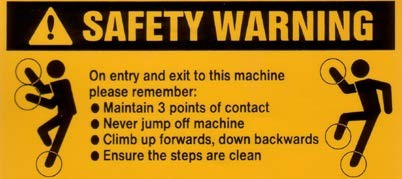 SAFETY WARNING
On entry and exit to this machine
please remember:
● Maintain 3 points of contact
● Never jump off machine
● Climb up forwards, down backwards
● Ensure the steps are clean